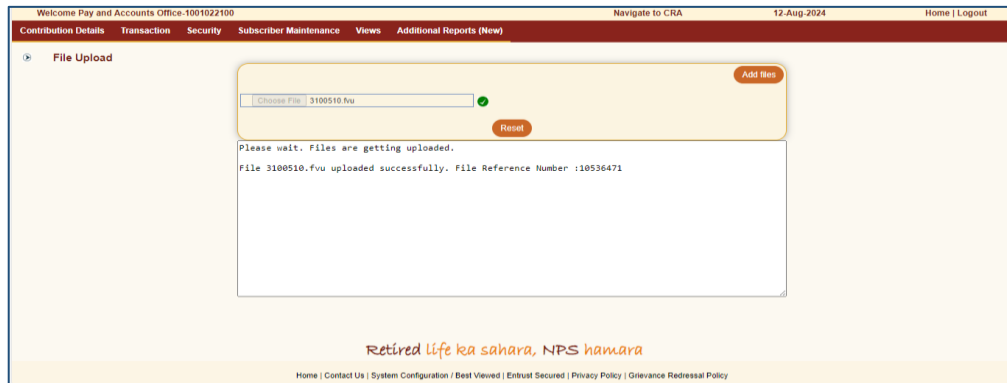 Welcome Pay and Accounts Office-1001022100 Navigate to CRA 12-Aug-2024 Home | Logout
Contribution Details Transaction Security Subscriber Maintenance Views Additional Reports (New)
File Upload
Add files
Choose File 3100510.fvu
Reset
Please wait. Files are getting uploaded.
File 3100510.fvu uploaded successfully. File Reference Number :10536471
Retired life ka sahara, NPS hamara
Home | Contact Us | System Configuration / Best Viewed | Entrust Secured | Privacy Policy | Grievance Redressal Policy